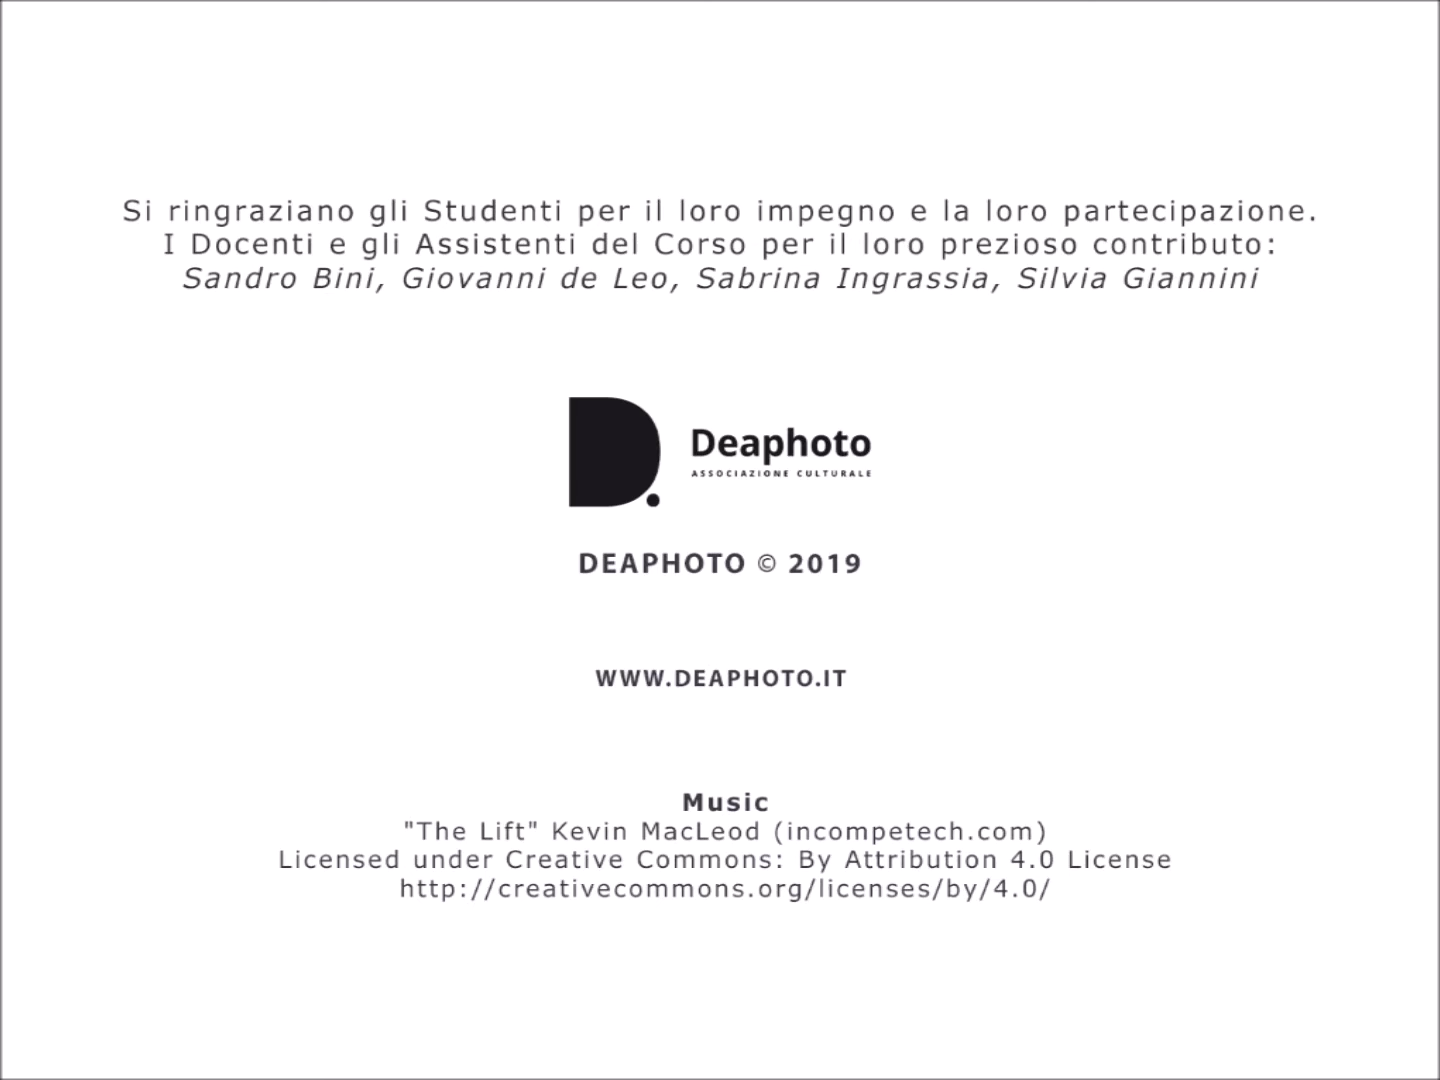 Si ringraziano gli Studenti per il loro impegno e la loro partecipazione.
I Docenti e gli Assistenti del Corso per il loro prezioso contributo:
Sandro Bini, Giovanni de Leo, Sabrina Ingrassia, Silvia Giannini
D.
Deaphoto
ASSOCIAZIONE CULTURALE
DEAPHOTO © 2019
WWW.DEAPHOTO.IT
Music
"The Lift" Kevin MacLeod (incompetech.com)
Licensed under Creative Commons: By Attribution 4.0 License
http://creativecommons.org/licenses/by/4.0/